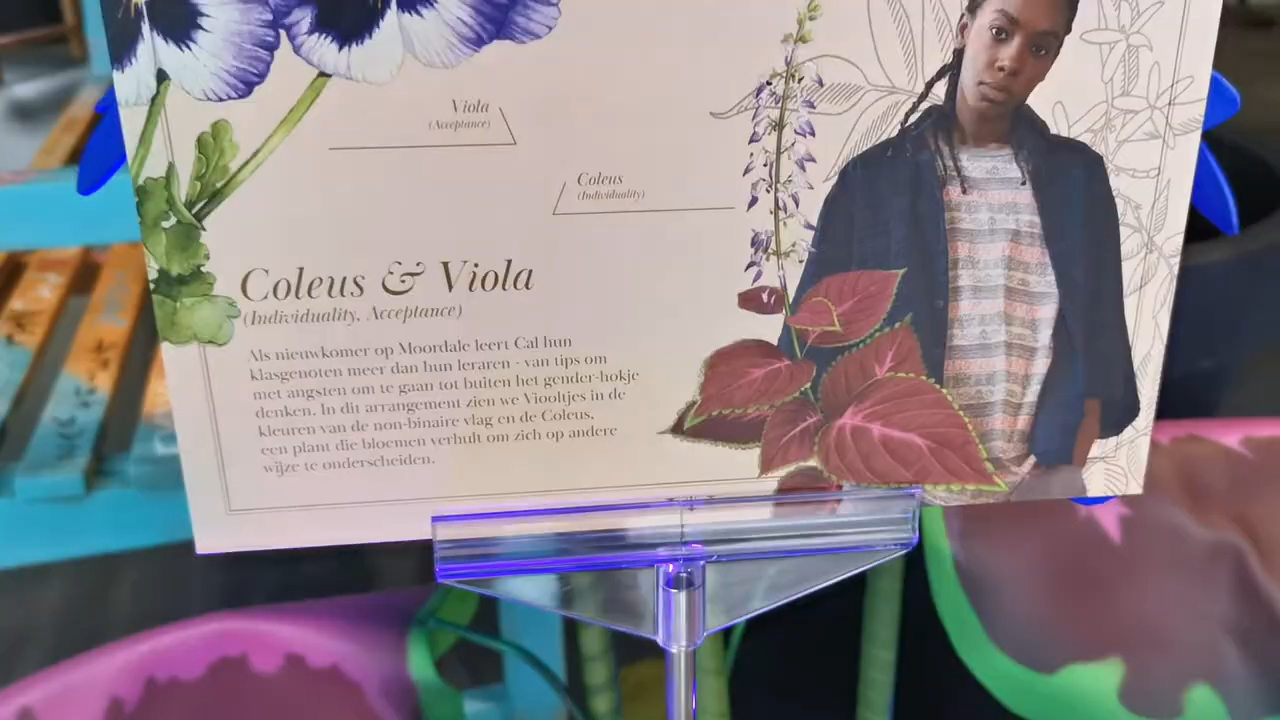 Viola
(Acceptance)
Coleus
(Individuality)
Coleus & Viola
(Individuality, Acceptance)
Als nieuwkomer op Moordale leert Cal hun
klasgenoten meer dan hun leraren - van tips om
met angsten om te gaan tot buiten het gender-hokje
denken. In dit arrangement zien we Viooltjes in de
kleuren van de non-binaire vlag en de Coleus,
een plant die bloemen verhult om zich op andere
wijze te onderscheiden.